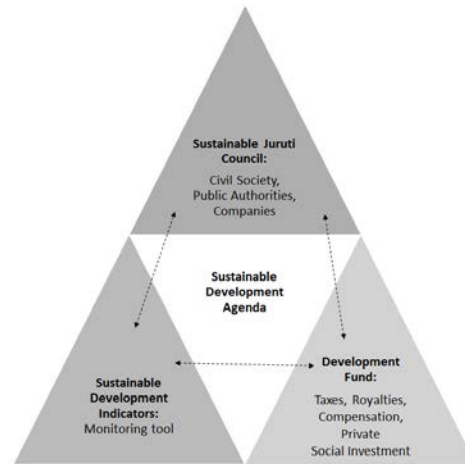 Sustainable Juruti
Council:
Civil Society,
Public Authorities,
Companies
Sustainable
Development
Agenda
Sustainable
Development
Indicators:
Monitoring tool
Development
Fund:
Taxes, Royalties,
Compensation,
Private
Social Investment